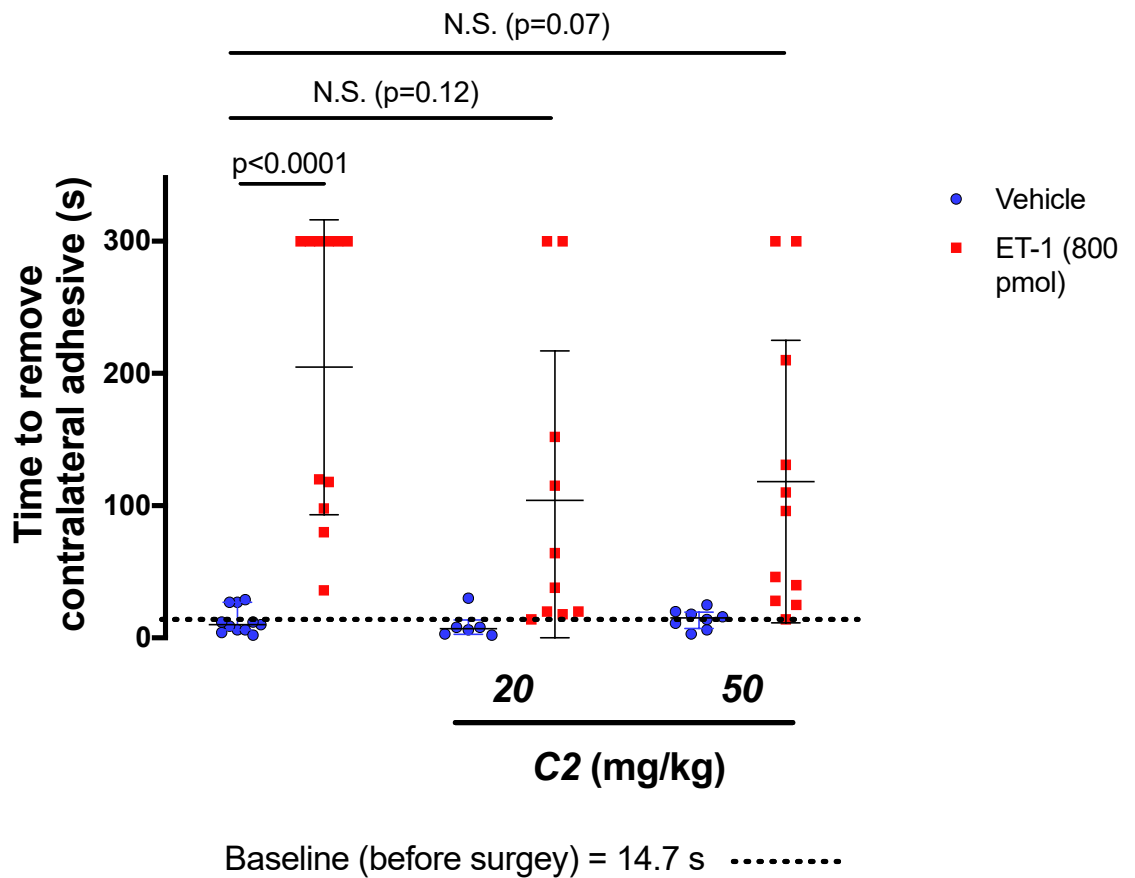 N.S. (p=0.07)
N.S. (p=0.12)
p<0.0001
Time to remove
contralateral adhesive (s)
300
200
100
0
Vehicle
ET-1 (800
pmol)
20 50
C2 (mg/kg)
Baseline (before surgey) = 14.7 s